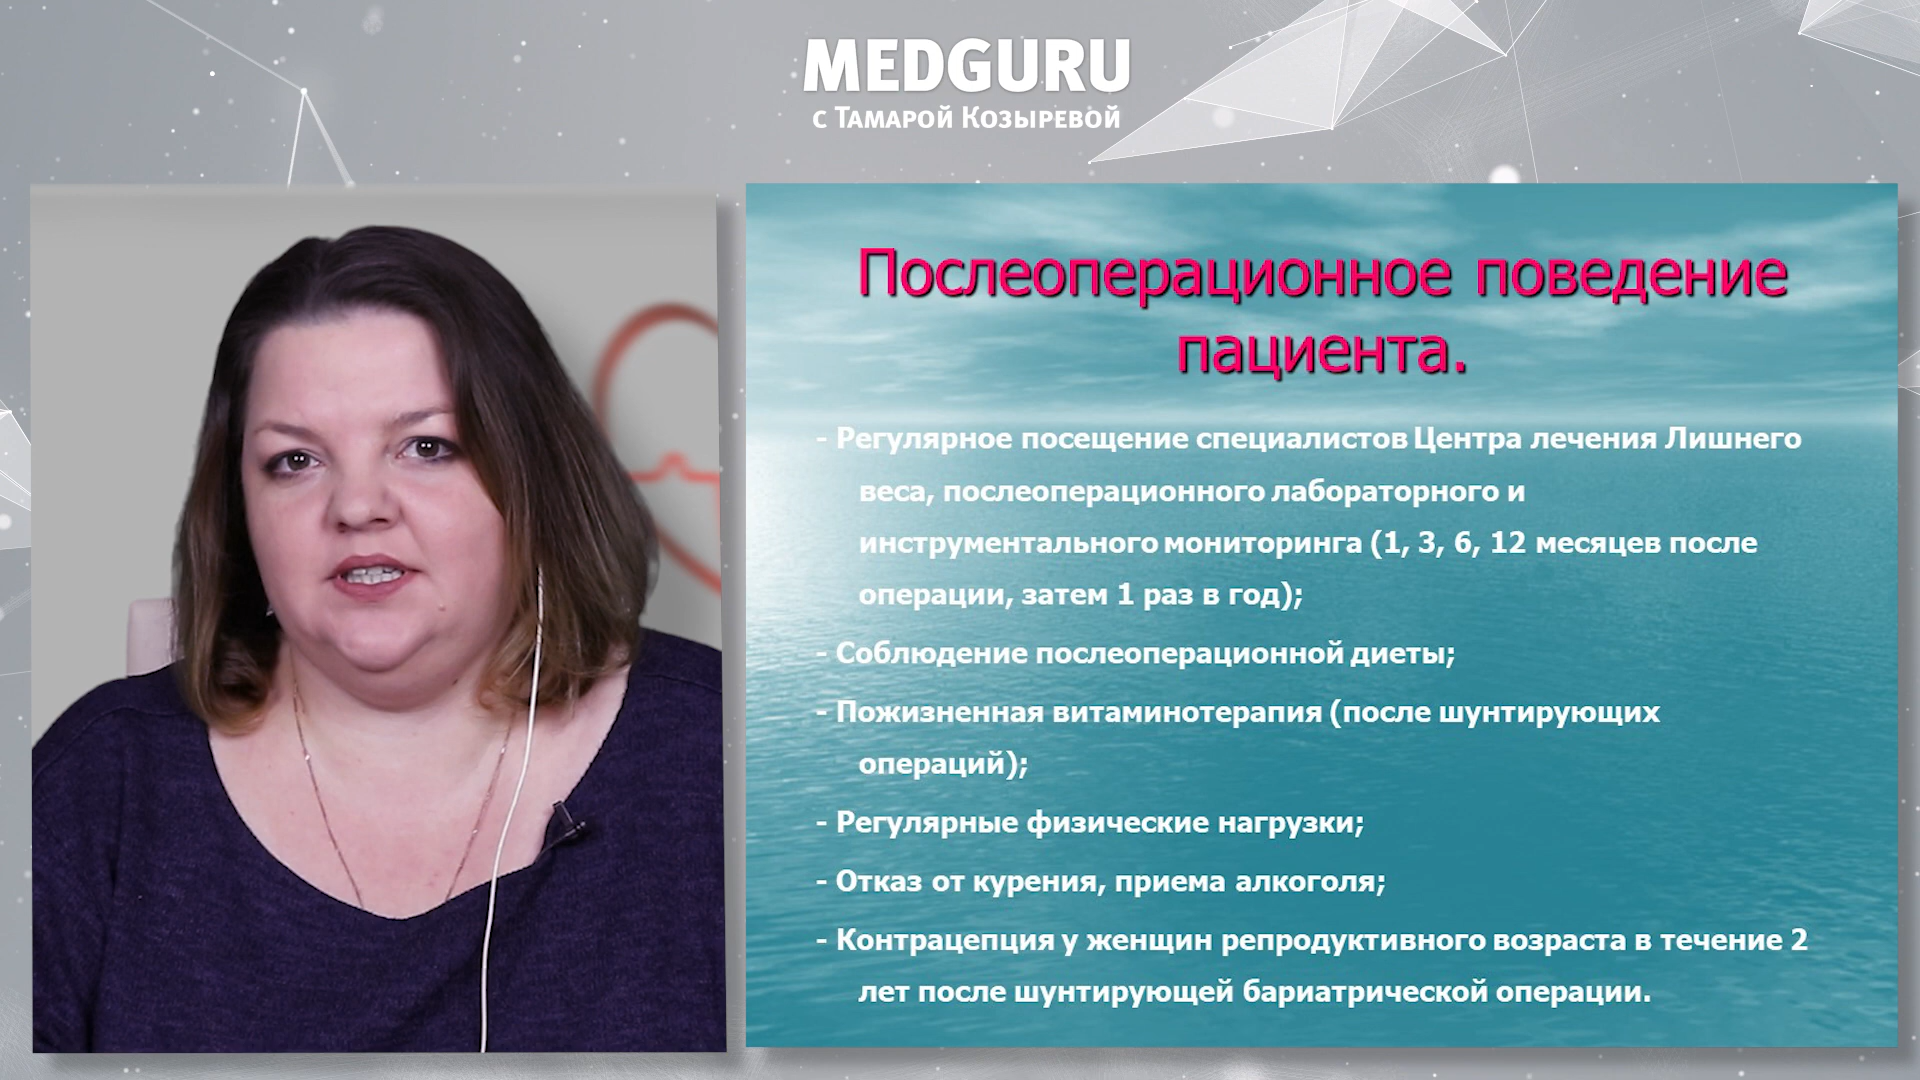 MEDGURU
с Тамарой Козыревой
Послеоперационное поведение
пациента.
- Регулярное посещение специалистов Центра лечения Лишнего
веса, послеоперационного лабораторного и
инструментального мониторинга (1, 3, 6, 12 месяцев после
операции, затем 1 раз в год);
- Соблюдение послеоперационной диеты;
- Пожизненная витаминотерапия (после шунтирующих
операций);
- Регулярные физические нагрузки;
- Отказ от курения, приема алкоголя;
- Контрацепция у женщин репродуктивного возраста в течение 2
лет после шунтирующей бариатрической операции.